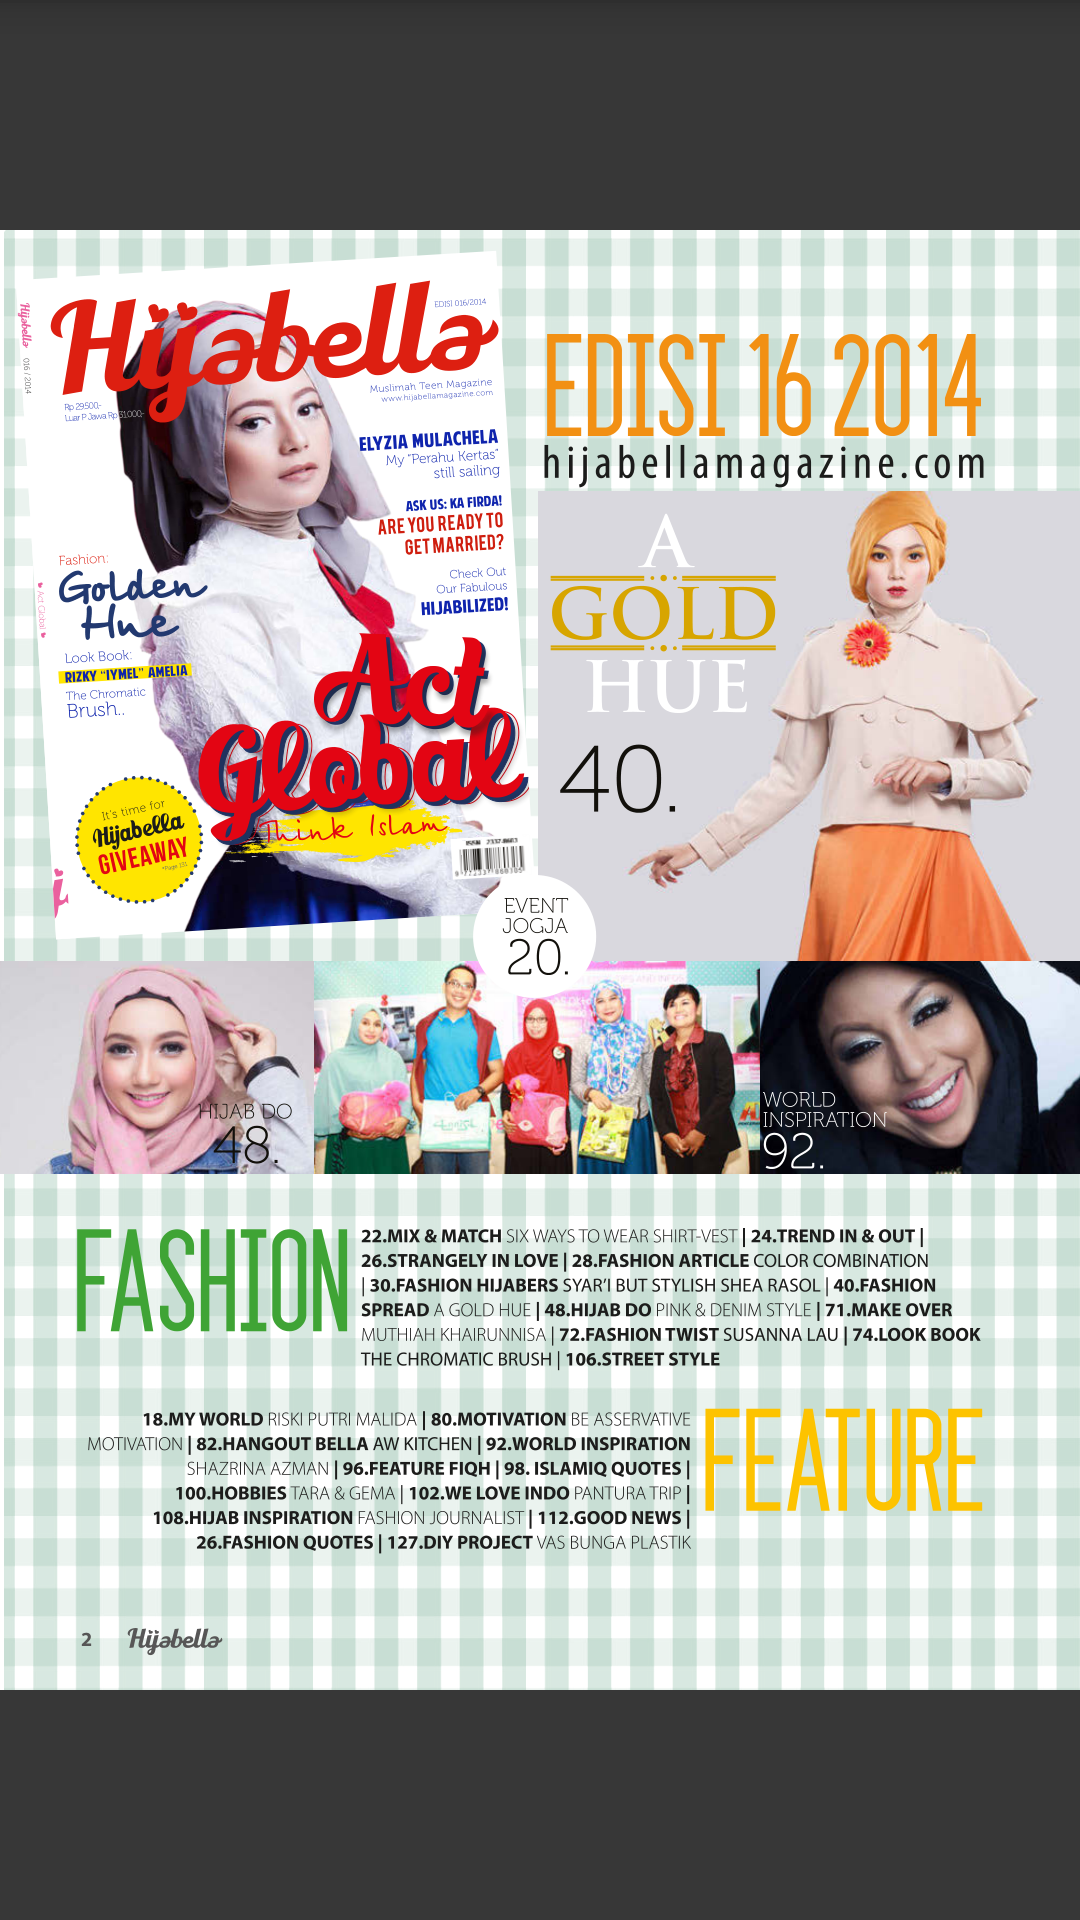 Hijabella
016 / 2014
Act Global
Hijabella
EDISI 016/2014
Muslimah Teen Magazine
www.hijabellamagazine.com
Rp 29.500,-
Luar P Jawa Rp 31.000,-
ELYZIA MULACHELA
My "Perahu Kertas"
still sailing
ASK US: KA FIRDA!
ARE YOU READY TO
GET MARRIED?
Check Out
Our Fabulous
HIJABILIZED!
Fashion:
Golden
Hue
Look Book:
RIZKY "IYMEL" AMELIA
The Chromatic
Brush..
Act
Global
Think Islam
It's time for
Hijabella
GIVEAWAY
EDISI 16 2014
hijabellamagazine.com
A
GOLD
HUE
40.
EVENT
JOGJA
20.
HIJAB DO
48.
WORLD
INSPIRATION
92.
FASHION
22.MIX & MATCH SIX WAYS TO WEAR SHIRT-VEST | 24.TREND IN & OUT |
26.STRANGELY IN LOVE | 28.FASHION ARTICLE COLOR COMBINATION
| 30.FASHION HIJABERS SYAR'I BUT STYLISH SHEA RASOL | 40.FASHION
SPREAD A GOLD HUE | 48.HIJAB DO PINK & DENIM STYLE | 71.MAKE OVER
MUTHIAH KHAIRUNNISA | 72.FASHION TWIST SUSANNA LAU | 74.LOOK BOOK
THE CHROMATIC BRUSH | 106.STREET STYLE
18.MY WORLD RISKI PUTRI MALIDA | 80.MOTIVATION BE ASSERVATIVE
MOTIVATION | 82.HANGOUT BELLA AW KITCHEN | 92.WORLD INSPIRATION
SHAZRINA AZMAN | 96.FEATURE FIQH | 98. ISLAMIQ QUOTES |
100.HOBBIES TARA & GEMA | 102.WE LOVE INDO PANTURA TRIP |
108.HIJAB INSPIRATION FASHION JOURNALIST | 112.GOOD NEWS |
26.FASHION QUOTES | 127.DIY PROJECT VAS BUNGA PLASTIK
FEATURE
2 Hijabella